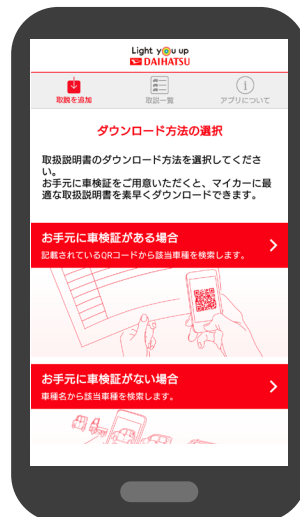 Light you up
DAIHATSU
取説を追加
取説一覧
アプリについて
ダウンロード方法の選択
取扱説明書のダウンロード方法を選択してくださ
い。
お手元に車検証をご用意いただくと、マイカーに最
適な取扱説明書を素早くダウンロードできます。
お手元に車検証がある場合
記載されているQRコードから該当車種を検索します。
お手元に車検証がない場合
車種名から該当車種を検索します。